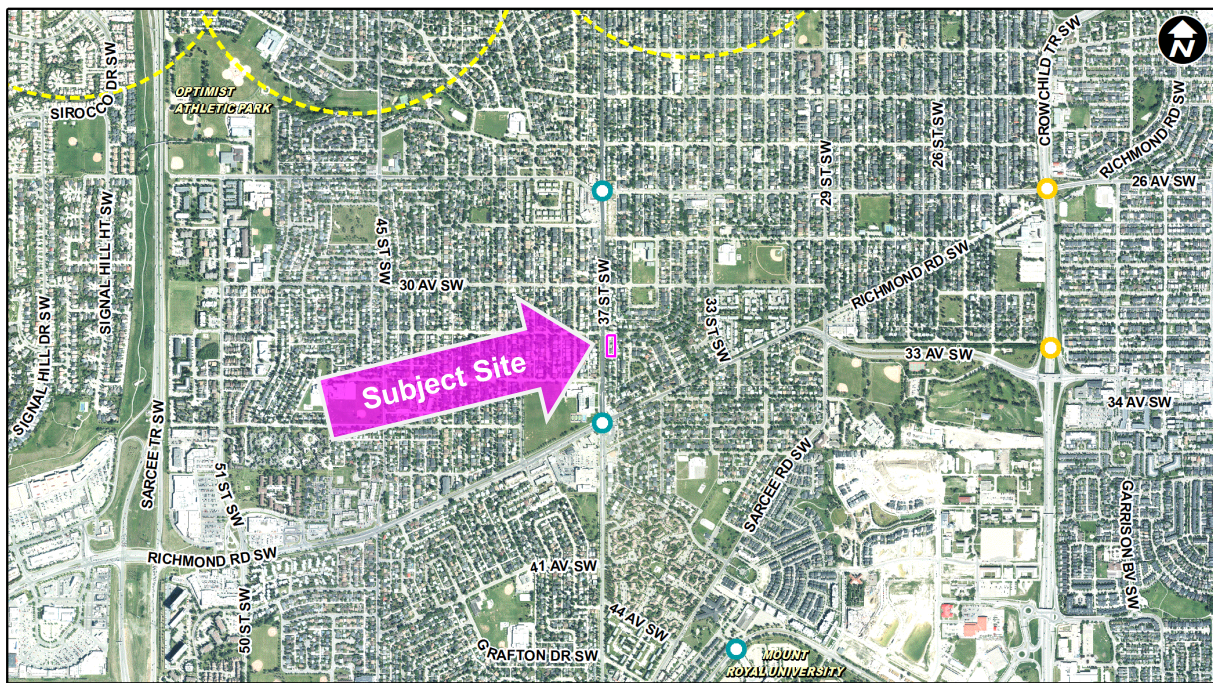 N
CROWCHILD TR SW
SIROCCO DR SW
OPTIMIST
ATHLETIC PARK
RICHMOND RD SW
26 ST SW
29 ST SW
26 AV SW
SIGNAL HILL HT SW
45 ST SW
RICHMOND RD SW
30 AV SW
37 ST SW
33 ST SW
SIGNAL HILL DR SW
Subject Site
33 AV SW
34 AV SW
SARCEE TR SW
51 ST SW
SARCEE RD SW
GARRISON BV SW
RICHMOND RD SW
41 AV SW
50 ST SW
44 AV SW
GRAFTON DR SW
MOUNT
ROYAL UNIVERSITY